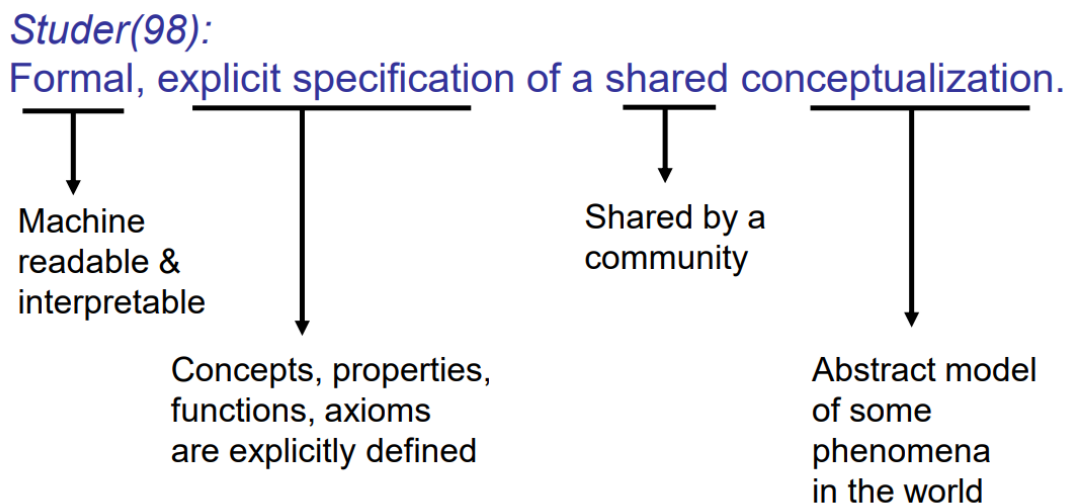 Studer(98):
Formal, explicit specification of a shared conceptualization.
Machine
readable &
interpretable
Concepts, properties,
functions, axioms
are explicitly defined
Shared by a
community
Abstract model
of some
phenomena
in the world